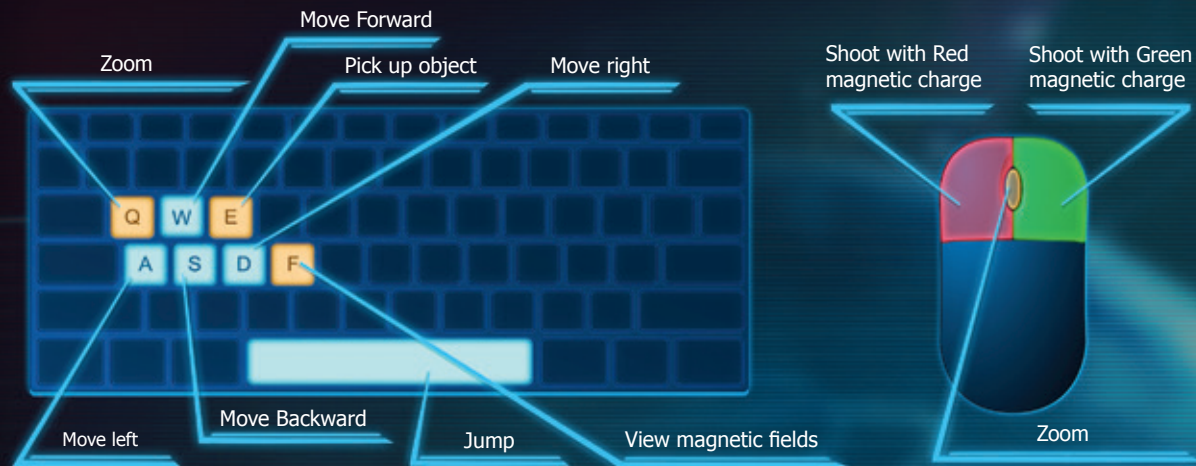 Move Forward
Zoom
Pick up object
Move right
Shoot with Red
magnetic charge
Shoot with Green
magnetic charge
Q W E
A S D F
Move left
Move Backward
Jump
View magnetic fields
Zoom